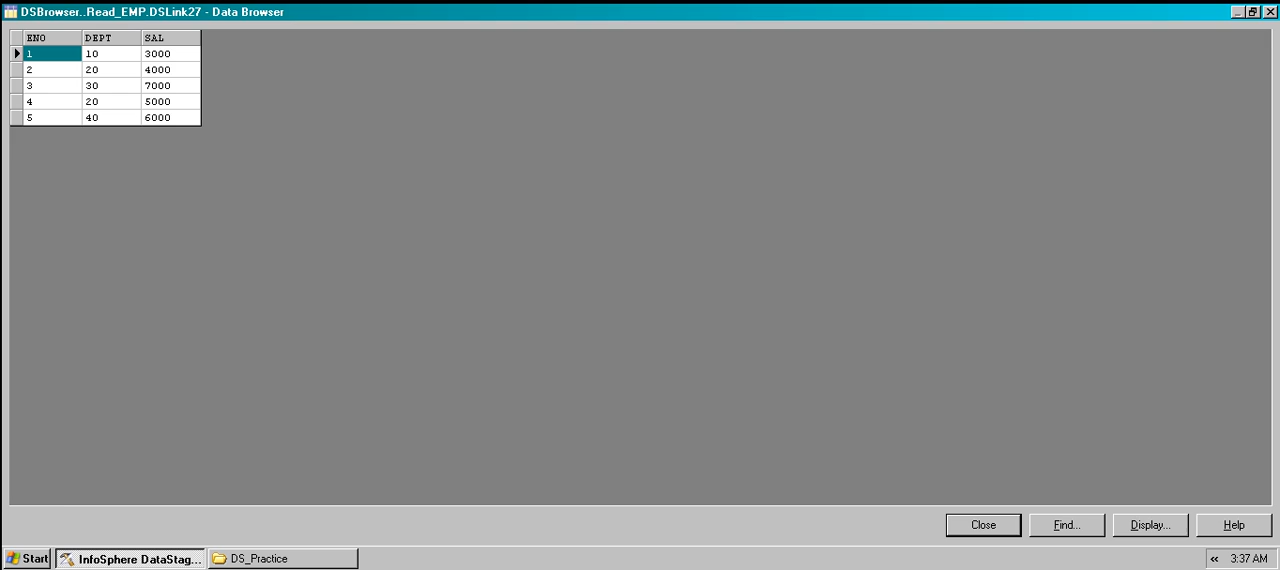 DSBrowser..Read_EMP.DSLink27 - Data Browser
ENO DEPT SAL
1 10 3000
2 20 4000
3 30 7000
4 20 5000
5 40 6000
Close Find... Display... Help
Start InfoSphere DataStag... DS_Practice « 3:37 AM